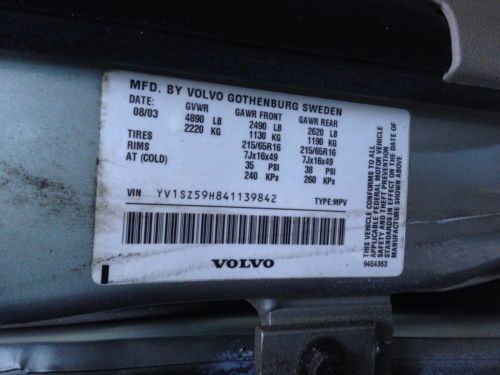 MFD. BY VOLVO GOTHENBURG SWEDEN
DATE: GVWR GAWR FRONT GAWR REAR
08/03 4890 LB 2490 LB 2620 LB
2220 KG 1130 KG 1190 KG
TIRES 215/65R16 215/65R16
RIMS 7Jx16x49 7Jx16x49
AT (COLD) 35 PSI 38 PSI
240 KPa 260 KPa
VIN YV1SZ59H841139842 TYPE: MPV
VOLVO
THIS VEHICLE CONFORMS TO ALL
APPLICABLE FEDERAL MOTOR VEHICLE
SAFETY AND THEFT PREVENTION
STANDARDS IN EFFECT ON THE DATE OF
MANUFACTURE SHOWN ABOVE.
9454363